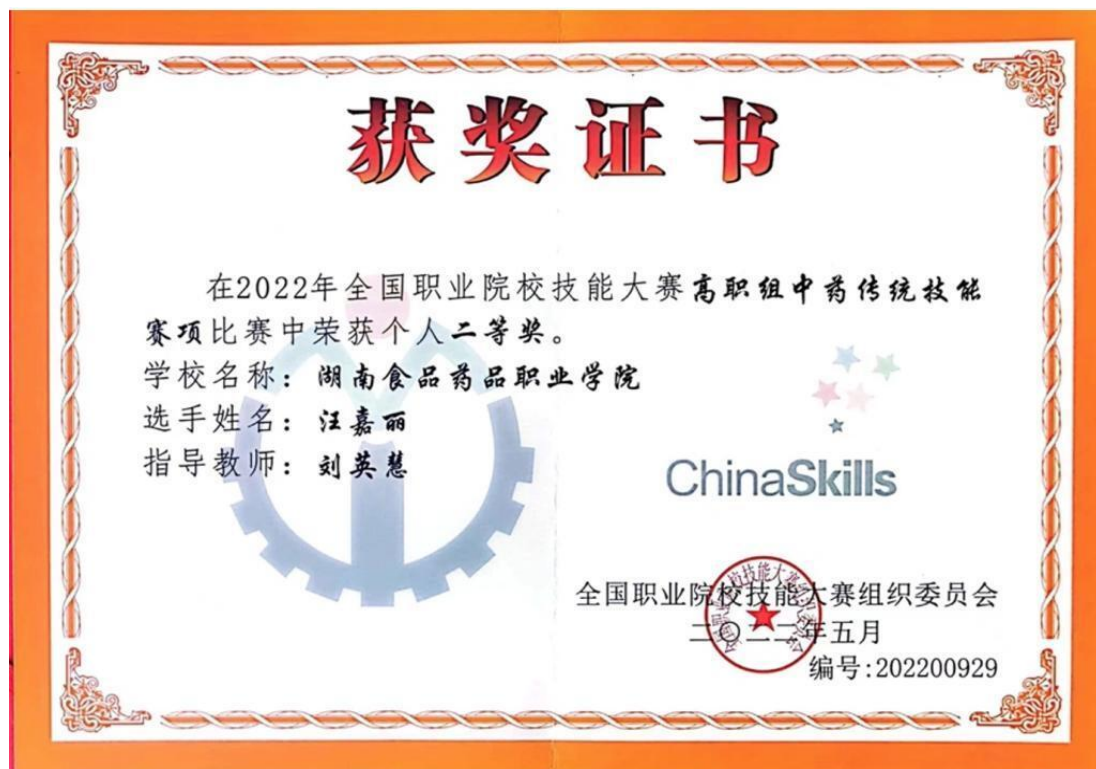 获奖证书
在2022年全国职业院校技能大赛高职组中药传统技能
赛项比赛中荣获个人二等奖。
学校名称：湖南食品药品职业学院
选手姓名：汪嘉丽
指导教师：刘英慧
ChinaSkills
全国职业院校技能大赛组织委员会
二〇二二年五月
编号:202200929